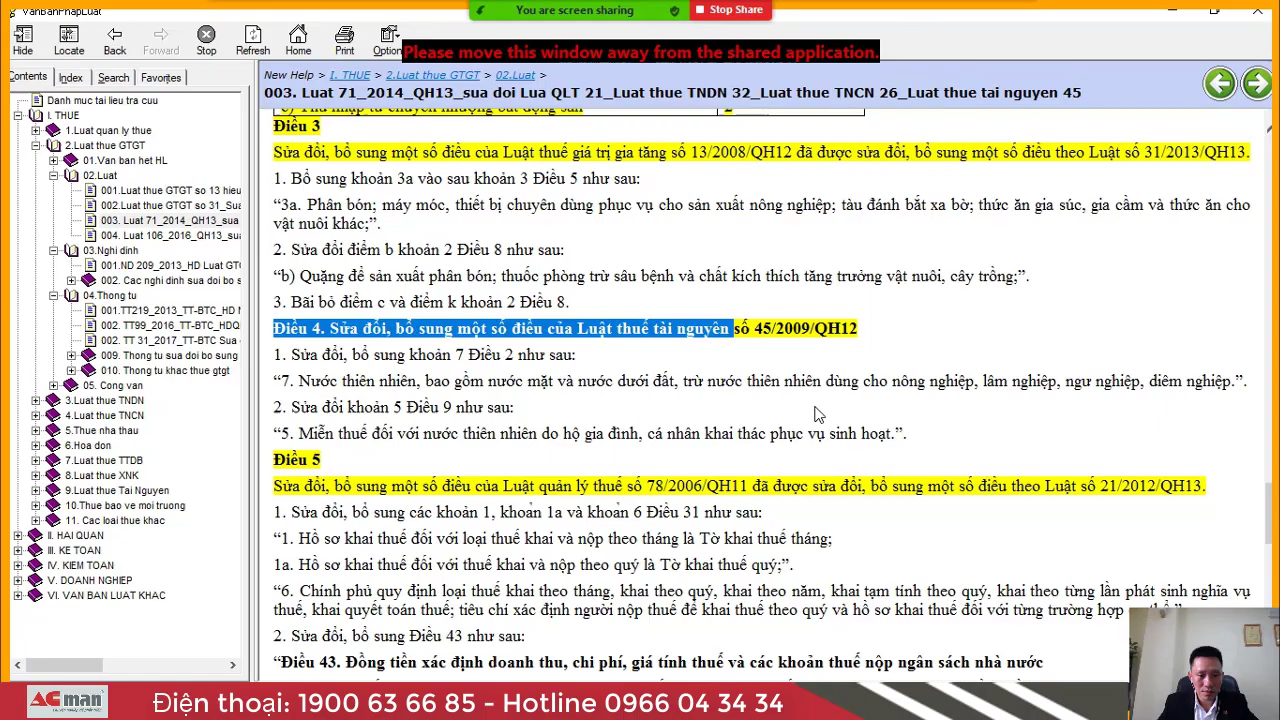 VanBanPhapLuat
You are screen sharing
Stop Share
Hide
Locate
Back
Forward
Stop
Refresh
Home
Print
Options
Please move this window away from the shared application.
Contents
Index
Search
Favorites
New Help > I. THUE > 2.Luat thue GTGT > 02.Luat >
003. Luat 71_2014_QH13_sua doi Lua QLT 21_Luat thue TNDN 32_Luat thue TNCN 26_Luat thue tai nguyen 45
Danh muc tai lieu tra cuu
I. THUE
1.Luat quan ly thue
2.Luat thue GTGT
01.Van ban het HL
02.Luat
001.Luat thue GTGT so 13 hieu
002.Luat thue GTGT so 31_Sua
003. Luat 71_2014_QH13_sua
004. Luat 106_2016_QH13_sua
03.Nghi dinh
001.ND 209_2013_HD Luat GT
002. Cac nghi dinh sua doi bo s
04.Thong tu
001.TT219_2013_TT-BTC_HD N
002. TT99_2016_TT-BTC_HDQ
002. TT 31_2017_TT-BTC Sua
009. Thong tu sua doi bo sung
010. Thong tu khac thue gtgt
05. Cong van
3.Luat thue TNDN
4.Luat thue TNCN
5.Thue nha thau
6.Hoa don
7.Luat thue TTDB
8.Luat thue XNK
9.Luat thue Tai Nguyen
10.Thue bao ve moi truong
11. Cac loai thue khac
II. HAI QUAN
III. KE TOAN
IV. KIEM TOAN
V. DOANH NGHIEP
VI. VAN BAN LUAT KHAC
c) Thu nhập từ chuyển nhượng bất động sản 2
Điều 3
Sửa đổi, bổ sung một số điều của Luật thuế giá trị gia tăng số 13/2008/QH12 đã được sửa đổi, bổ sung một số điều theo Luật số 31/2013/QH13.
1. Bổ sung khoản 3a vào sau khoản 3 Điều 5 như sau:
“3a. Phân bón; máy móc, thiết bị chuyên dùng phục vụ cho sản xuất nông nghiệp; tàu đánh bắt xa bờ; thức ăn gia súc, gia cầm và thức ăn cho
vật nuôi khác;”.
2. Sửa đổi điểm b khoản 2 Điều 8 như sau:
“b) Quặng để sản xuất phân bón; thuốc phòng trừ sâu bệnh và chất kích thích tăng trưởng vật nuôi, cây trồng;”.
3. Bãi bỏ điểm c và điểm k khoản 2 Điều 8.
Điều 4. Sửa đổi, bổ sung một số điều của Luật thuế tài nguyên số 45/2009/QH12
1. Sửa đổi, bổ sung khoản 7 Điều 2 như sau:
“7. Nước thiên nhiên, bao gồm nước mặt và nước dưới đất, trừ nước thiên nhiên dùng cho nông nghiệp, lâm nghiệp, ngư nghiệp, diêm nghiệp.”.
2. Sửa đổi khoản 5 Điều 9 như sau:
“5. Miễn thuế đối với nước thiên nhiên do hộ gia đình, cá nhân khai thác phục vụ sinh hoạt.”.
Điều 5
Sửa đổi, bổ sung một số điều của Luật quản lý thuế số 78/2006/QH11 đã được sửa đổi, bổ sung một số điều theo Luật số 21/2012/QH13.
1. Sửa đổi, bổ sung các khoản 1, khoản 1a và khoản 6 Điều 31 như sau:
“1. Hồ sơ khai thuế đối với loại thuế khai và nộp theo tháng là Tờ khai thuế tháng;
1a. Hồ sơ khai thuế đối với thuế khai và nộp theo quý là Tờ khai thuế quý;”.
“6. Chính phủ quy định loại thuế khai theo tháng, khai theo quý, khai theo năm, khai tạm tính theo quý, khai theo từng lần phát sinh nghĩa vụ
thuế, khai quyết toán thuế; tiêu chí xác định người nộp thuế để khai thuế theo quý và hồ sơ khai thuế đối với từng trường hợp
2. Sửa đổi, bổ sung Điều 43 như sau:
“Điều 43. Đồng tiền xác định doanh thu, chi phí, giá tính thuế và các khoản thuế nộp ngân sách nhà nước
ACman
Điện thoại: 1900 63 66 85 - Hotline 0966 04 34 34